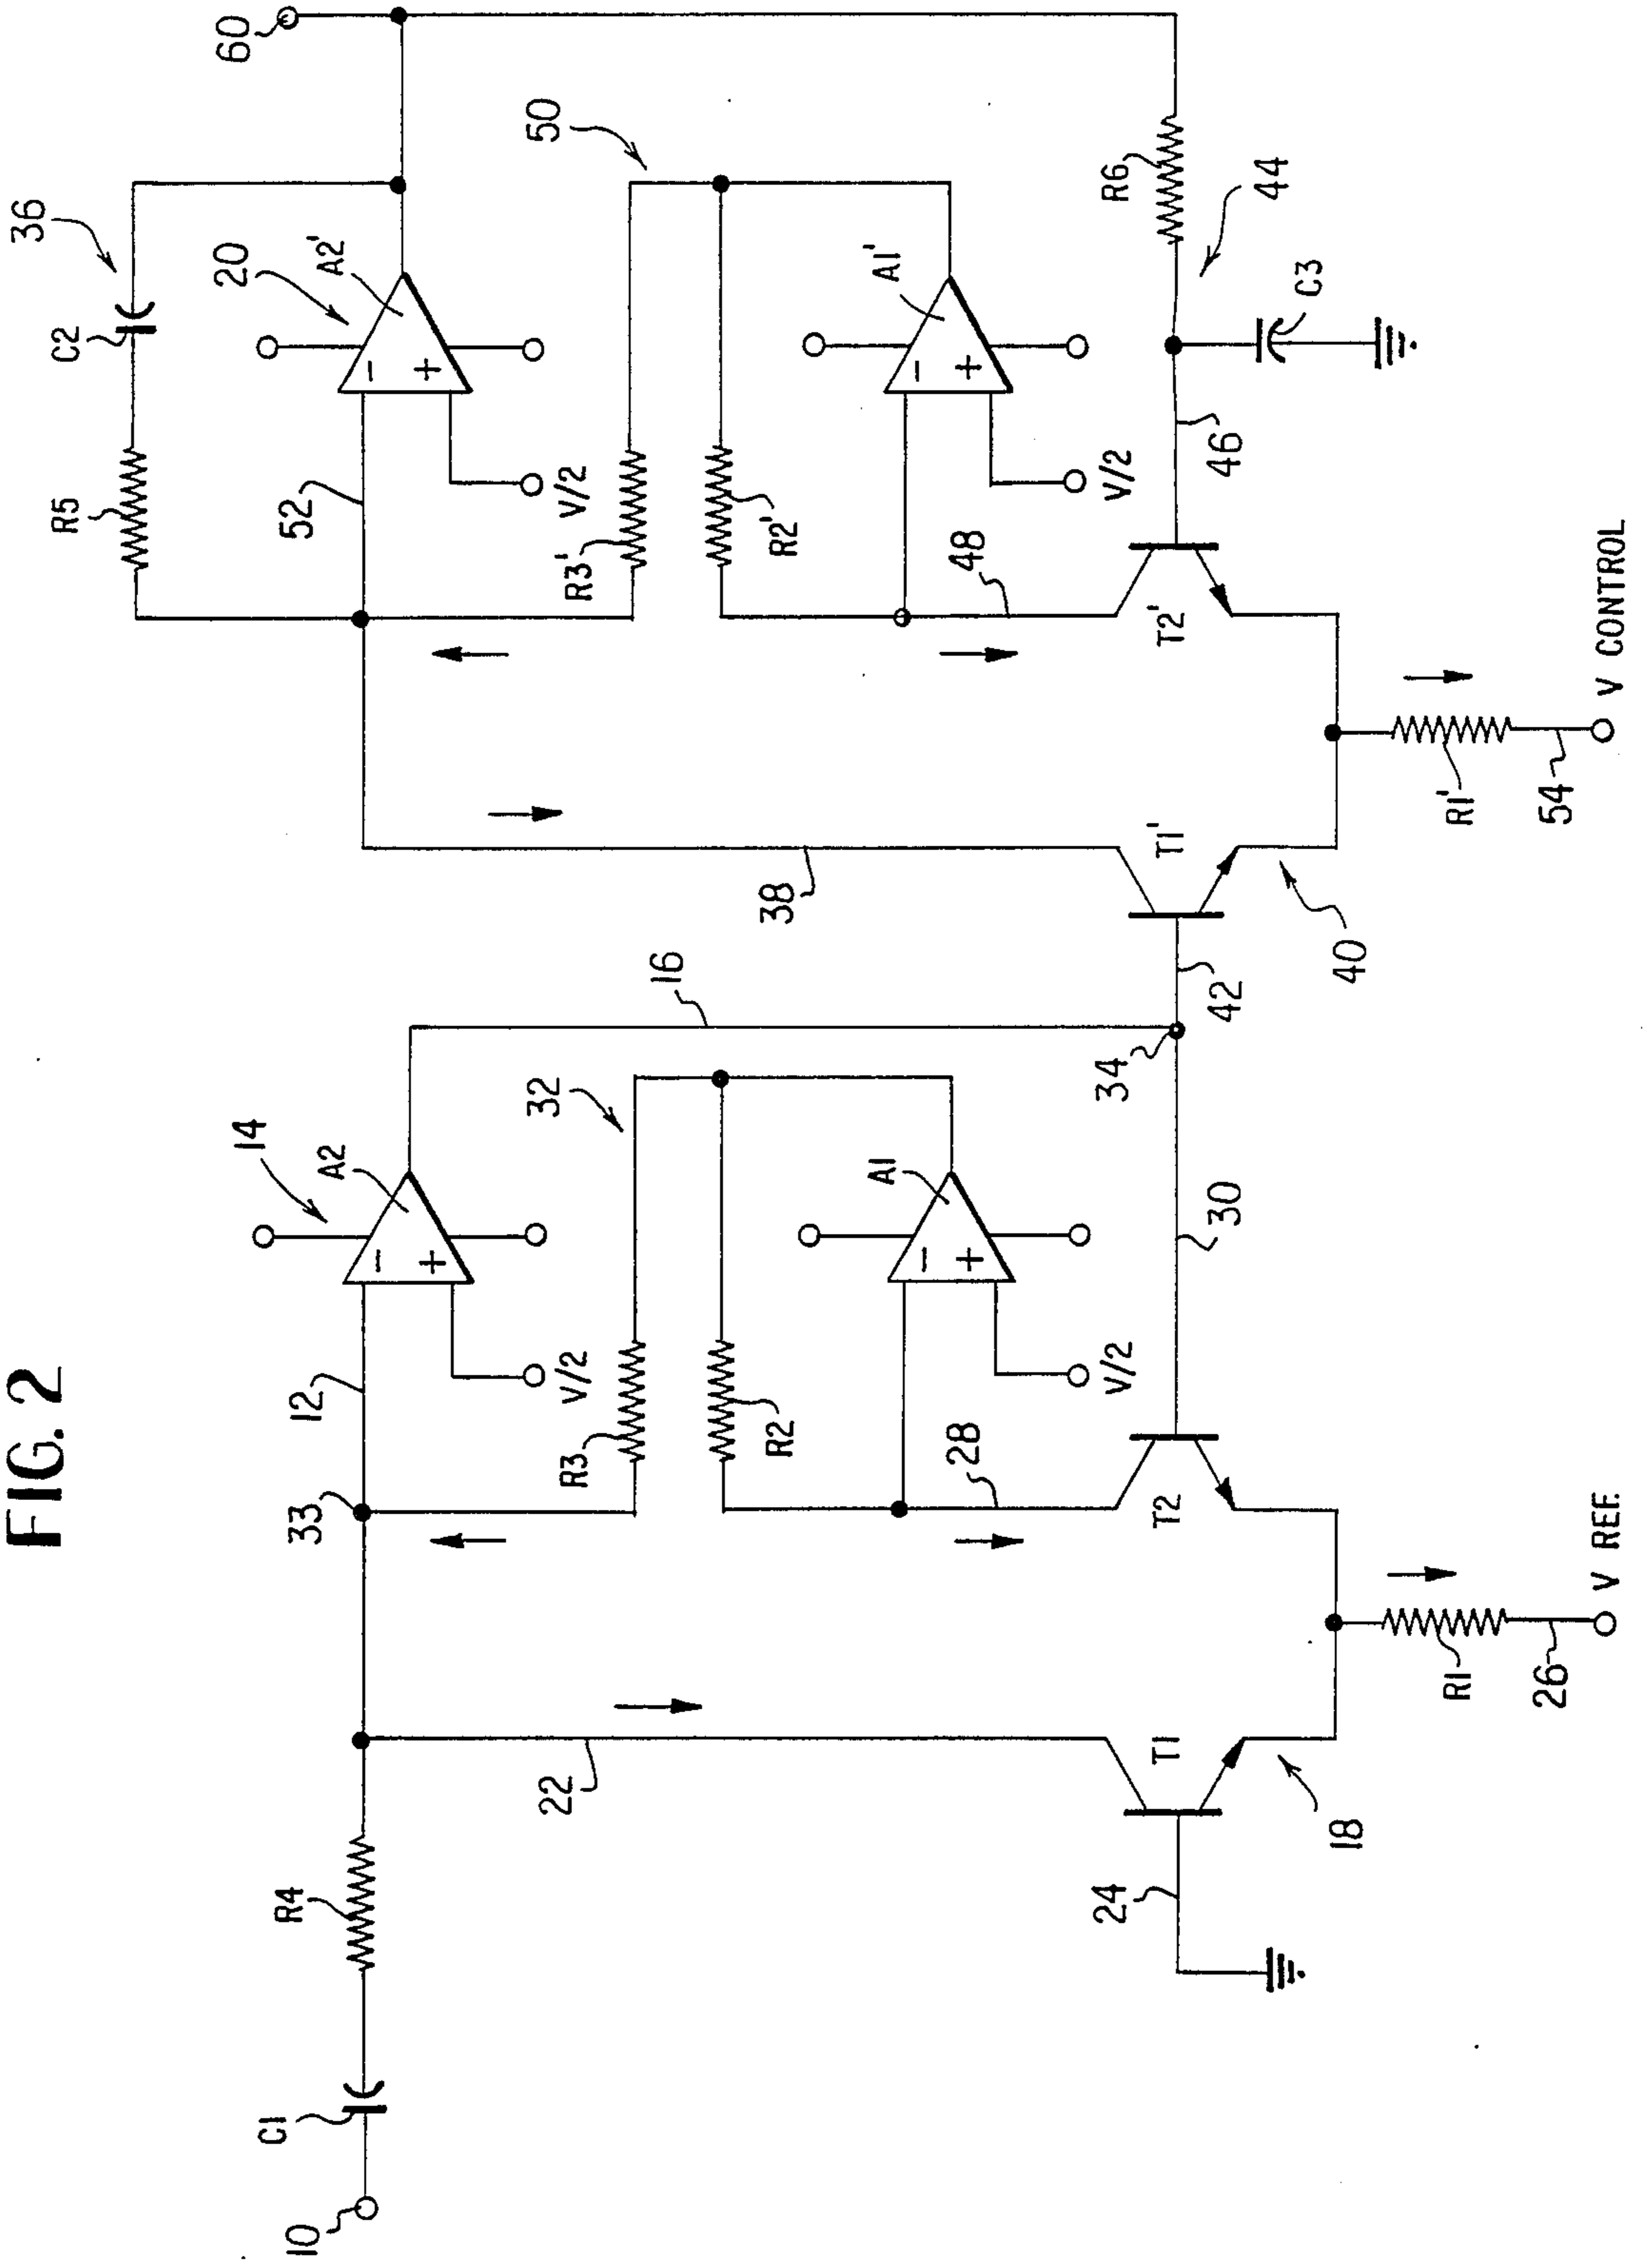 FIG. 2
10
C1
R4
22
24
T1
18
33
12
14
A2
V/2
R3
32
R2
A1
V/2
28
T2
30
R1
26
V REF.
16
34
42
38
T1'
40
36
R5
C2
52
20
A2'
V/2
60
R3'
50
R2'
A1'
V/2
48
T2'
46
R6
44
C3
R1'
54
V CONTROL
- + - + - + - +